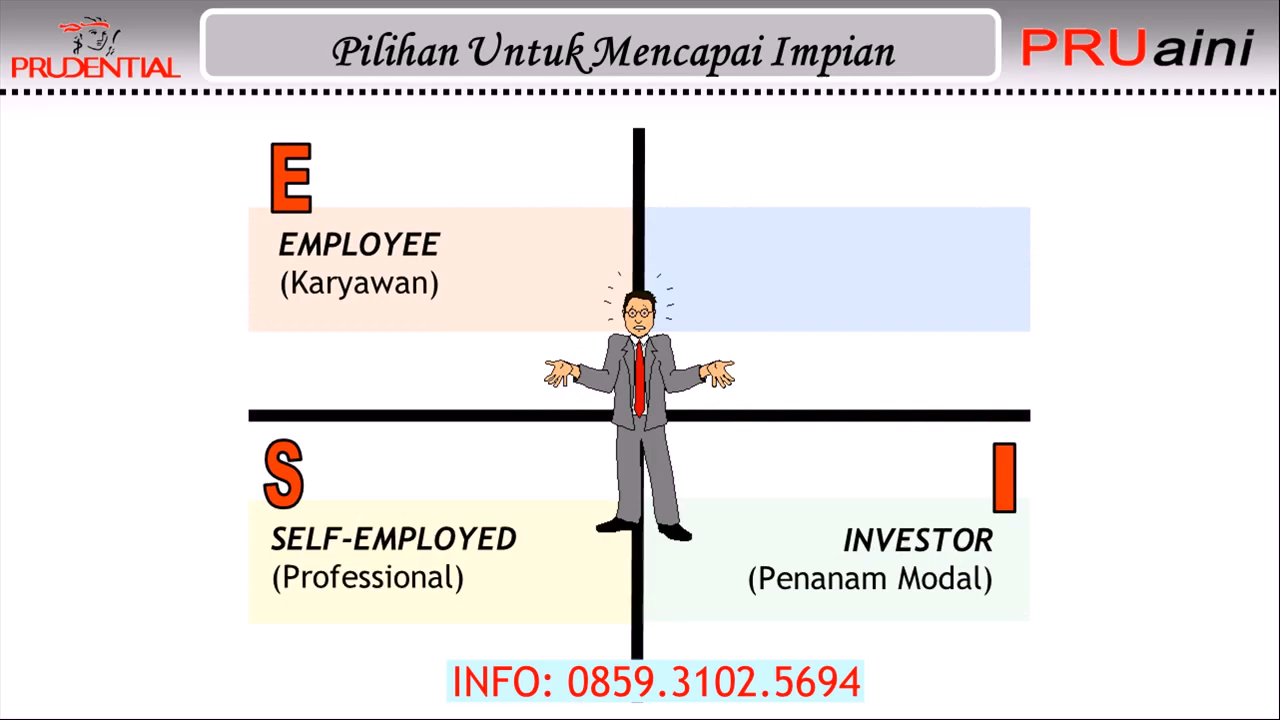 PRUDENTIAL
Pilihan Untuk Mencapai Impian
PRUaini
E
EMPLOYEE
(Karyawan)
S
SELF-EMPLOYED
(Professional)
I
INVESTOR
(Penanam Modal)
INFO: 0859.3102.5694